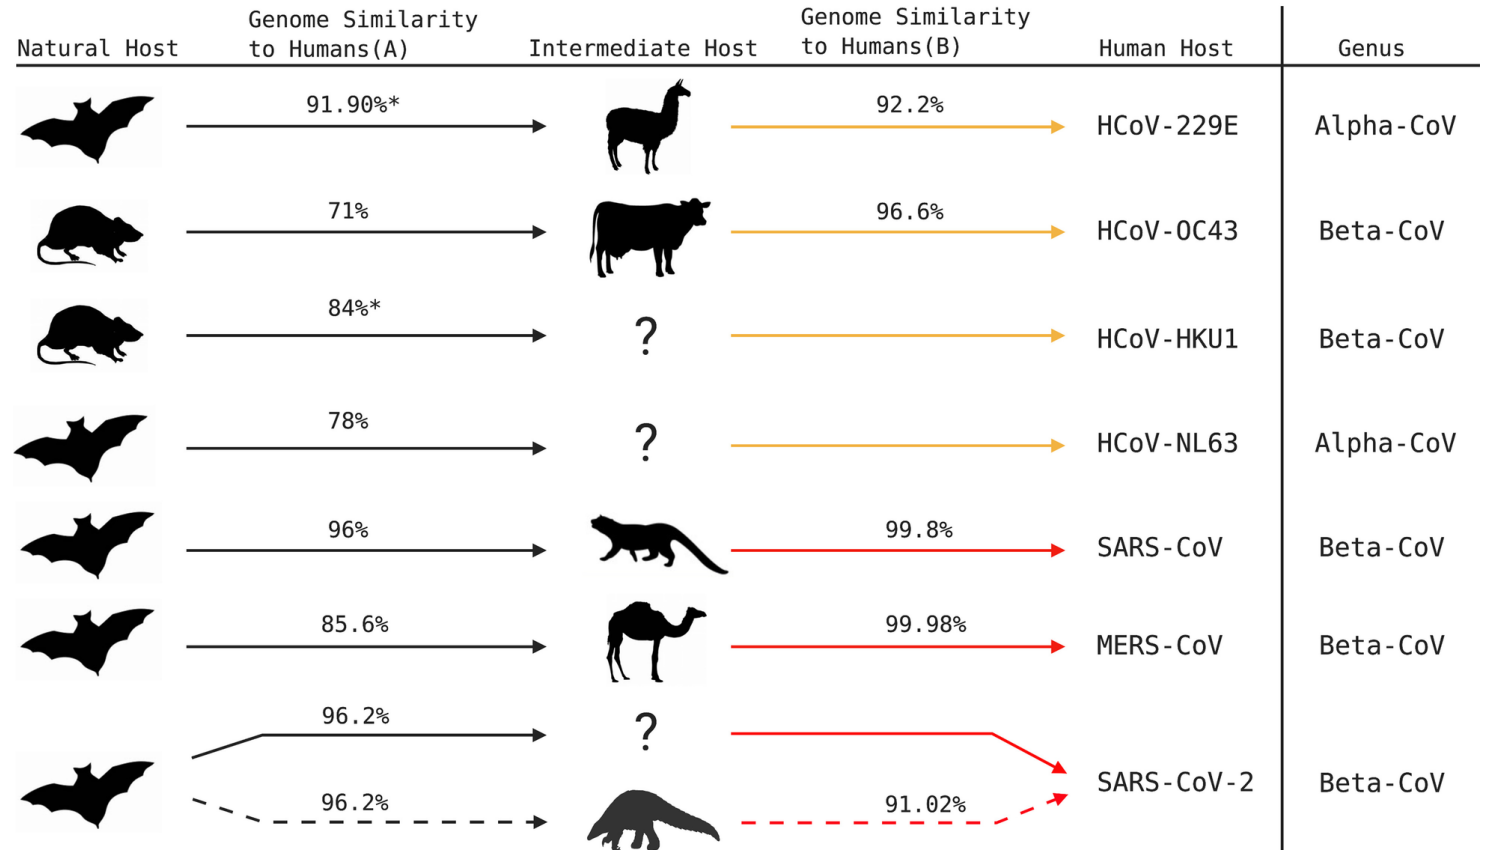 Natural Host
Genome Similarity
to Humans(A)
Intermediate Host
Genome Similarity
to Humans(B)
Human Host
Genus
91.90%*
92.2%
HCoV-229E
Alpha-CoV
71%
96.6%
HCoV-OC43
Beta-CoV
84%*
?
HCoV-HKU1
Beta-CoV
78%
?
HCoV-NL63
Alpha-CoV
96%
99.8%
SARS-CoV
Beta-CoV
85.6%
99.98%
MERS-CoV
Beta-CoV
96.2%
?
96.2%
91.02%
SARS-CoV-2
Beta-CoV